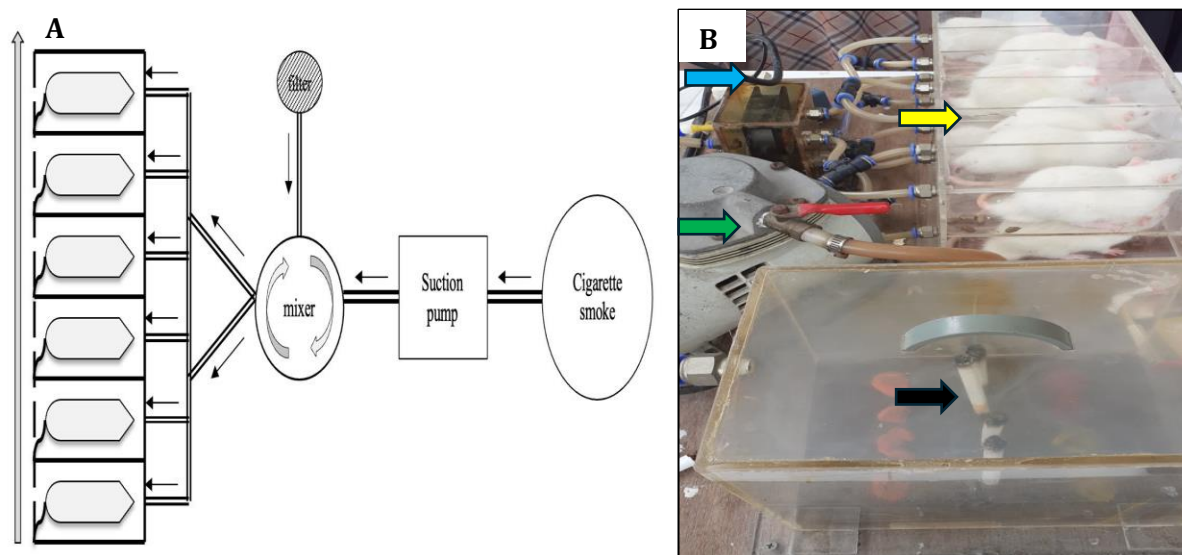 A
filter
mixer
Suction
pump
Cigarette
smoke
B